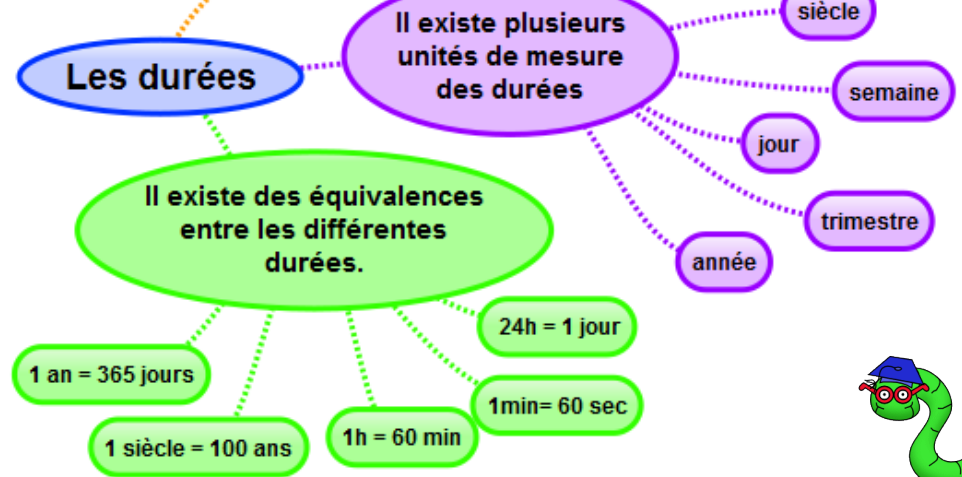 Les durées
Il existe plusieurs
unités de mesure
des durées
siècle
semaine
jour
trimestre
année
Il existe des équivalences
entre les différentes
durées.
24h = 1 jour
1min= 60 sec
1h = 60 min
1 siècle = 100 ans
1 an = 365 jours